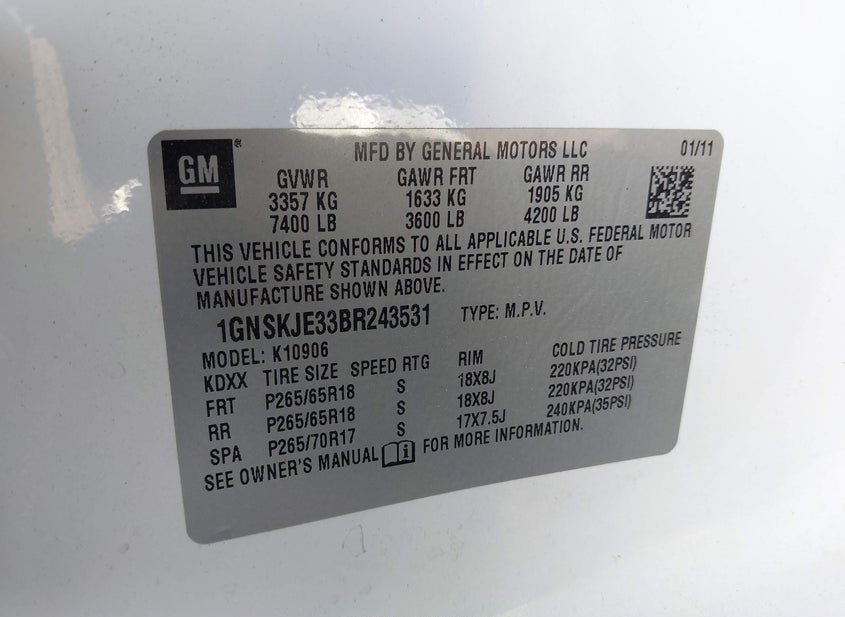 GM®
MFD BY GENERAL MOTORS LLC 01/11
GVWR GAWR FRT GAWR RR
3357 KG 1633 KG 1905 KG
7400 LB 3600 LB 4200 LB
THIS VEHICLE CONFORMS TO ALL APPLICABLE U.S. FEDERAL MOTOR
VEHICLE SAFETY STANDARDS IN EFFECT ON THE DATE OF
MANUFACTURE SHOWN ABOVE.
1GNSKJE33BR243531 TYPE: M.P.V.
MODEL: K10906
KDXX TIRE SIZE SPEED RTG RIM COLD TIRE PRESSURE
FRT P265/65R18 S 18X8J 220KPA(32PSI)
RR P265/65R18 S 18X8J 220KPA(32PSI)
SPA P265/70R17 S 17X7.5J 240KPA(35PSI)
SEE OWNER'S MANUAL i FOR MORE INFORMATION.